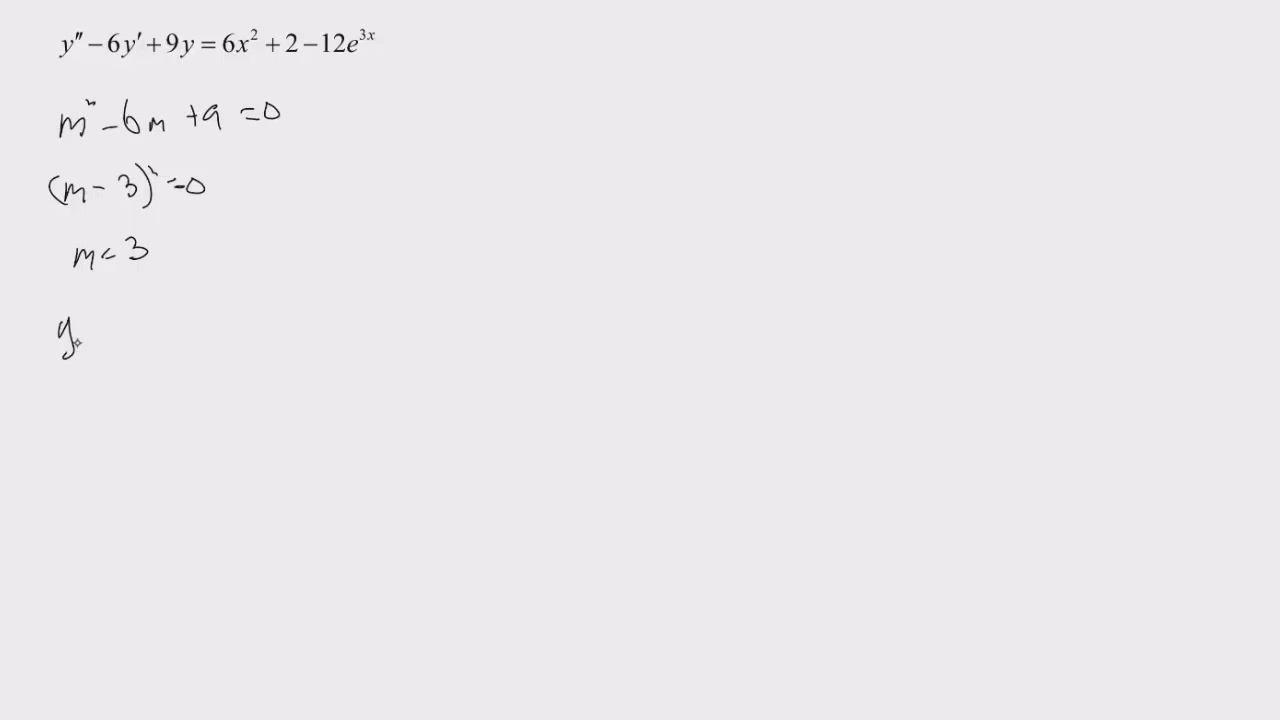 y″ − 6y′ + 9y = 6x² + 2 − 12e³ˣ
m² − 6m + 9 = 0
(m − 3)² = 0
m = 3
y